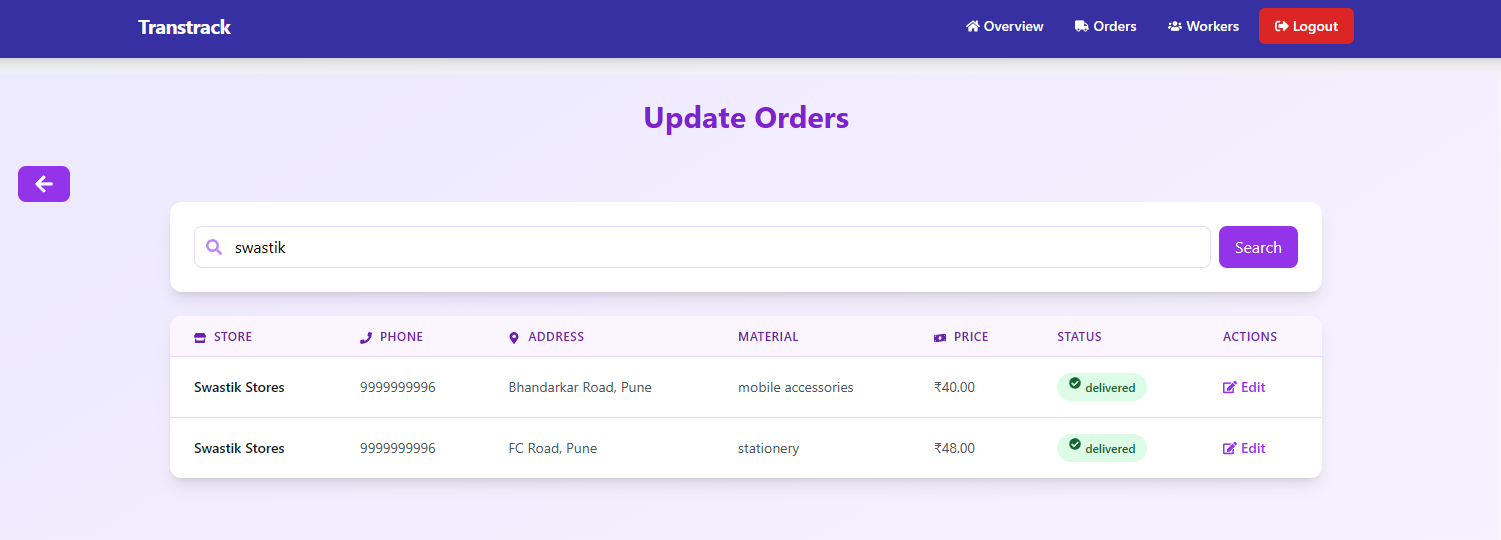 Transtrack Overview Orders Workers Logout
Update Orders
swastik Search
STORE PHONE ADDRESS MATERIAL PRICE STATUS ACTIONS
Swastik Stores 9999999996 Bhandarkar Road, Pune mobile accessories ₹40.00 delivered Edit
Swastik Stores 9999999996 FC Road, Pune stationery ₹48.00 delivered Edit